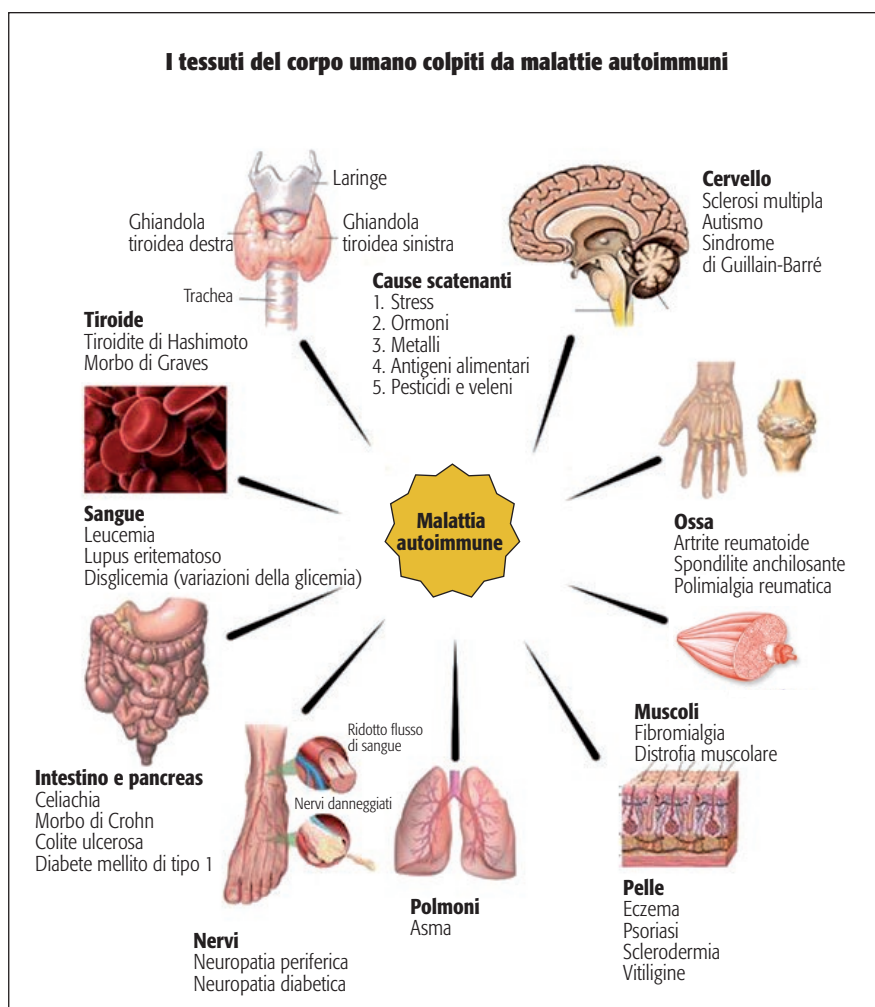 I tessuti del corpo umano colpiti da malattie autoimmuni
Laringe
Ghiandola
tiroidea destra
Ghiandola
tiroidea sinistra
Trachea
Tiroide
Tiroidite di Hashimoto
Morbo di Graves
Cause scatenanti
1. Stress
2. Ormoni
3. Metalli
4. Antigeni alimentari
5. Pesticidi e veleni
Cervello
Sclerosi multipla
Autismo
Sindrome
di Guillain-Barré
Sangue
Leucemia
Lupus eritematoso
Disglicemia (variazioni della glicemia)
Malattia
autoimmune
Ossa
Artrite reumatoide
Spondilite anchilosante
Polimialgia reumatica
Muscoli
Fibromialgia
Distrofia muscolare
Intestino e pancreas
Celiachia
Morbo di Crohn
Colite ulcerosa
Diabete mellito di tipo 1
Ridotto flusso
di sangue
Nervi danneggiati
Nervi
Neuropatia periferica
Neuropatia diabetica
Polmoni
Asma
Pelle
Eczema
Psoriasi
Sclerodermia
Vitiligine